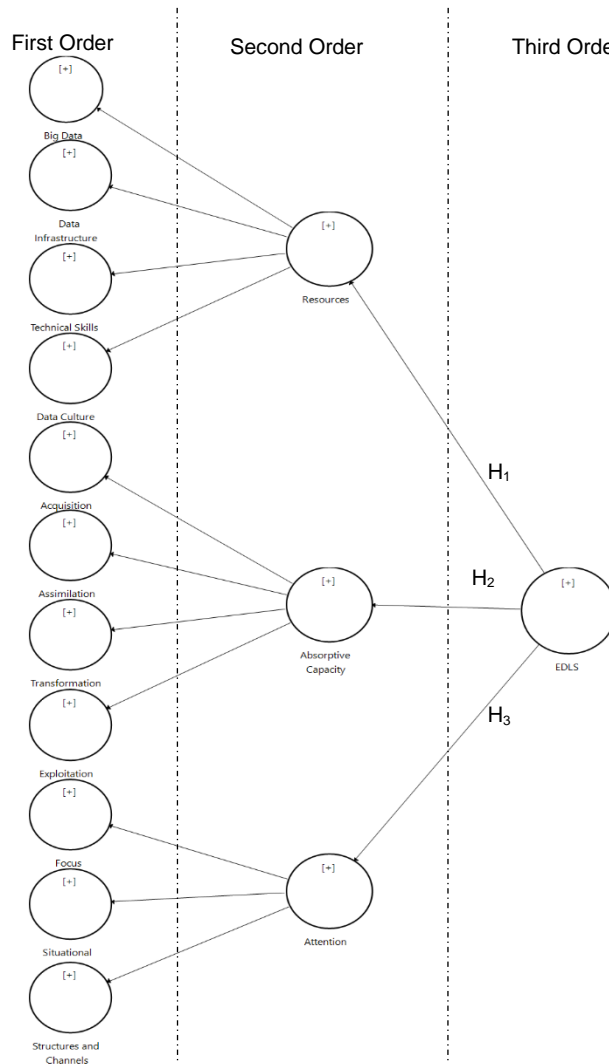 First Order
Second Order
Third Orde
[+]
Big Data
[+]
Data
Infrastructure
[+]
Technical Skills
[+]
Data Culture
[+]
Acquisition
[+]
Assimilation
[+]
Transformation
[+]
Exploitation
[+]
Focus
[+]
Situational
[+]
Structures and
Channels
[+]
Resources
[+]
Absorptive
Capacity
[+]
Attention
H1
H2
H3
[+]
EDLS